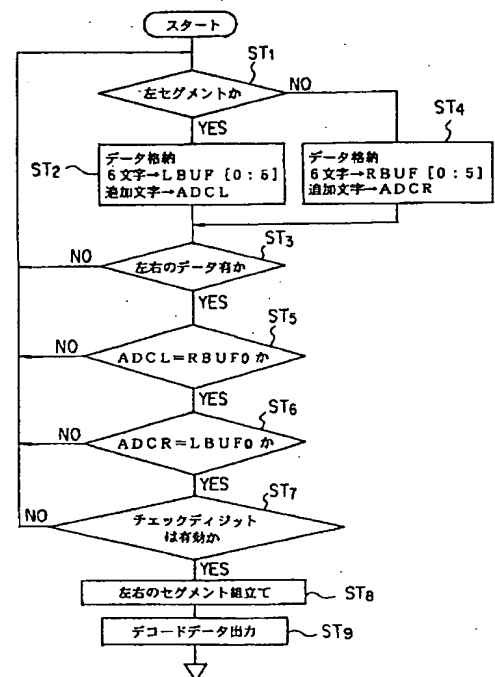 スタート
ST1
左セグメントか
NO
YES
ST4
ST2
データ格納
6文字→LBUF [0:5]
追加文字→ADCL
データ格納
6文字→RBUF [0:5]
追加文字→ADCR
ST3
左右のデータ有か
NO
YES
ST5
ADCL=RBUF0か
NO
YES
ST6
ADCR=LBUF0か
NO
YES
ST7
チェックディジット
は有効か
NO
YES
左右のセグメント組立て
ST8
デコードデータ出力
ST9